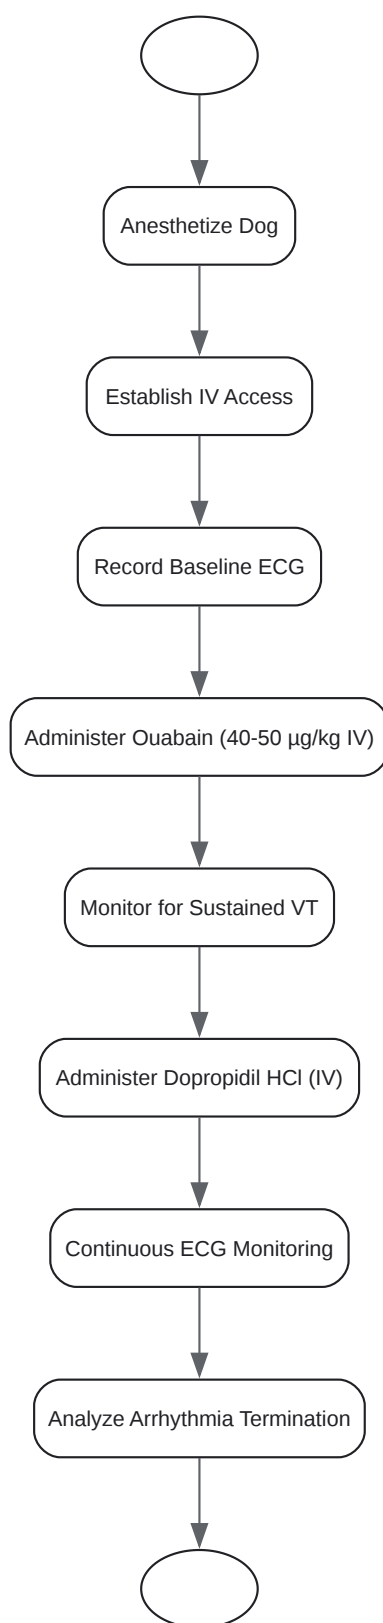 Anesthetize Dog
Establish IV Access
Record Baseline ECG
Administer Ouabain (40-50 µg/kg IV)
Monitor for Sustained VT
Administer Dopropidil HCl (IV)
Continuous ECG Monitoring
Analyze Arrhythmia Termination